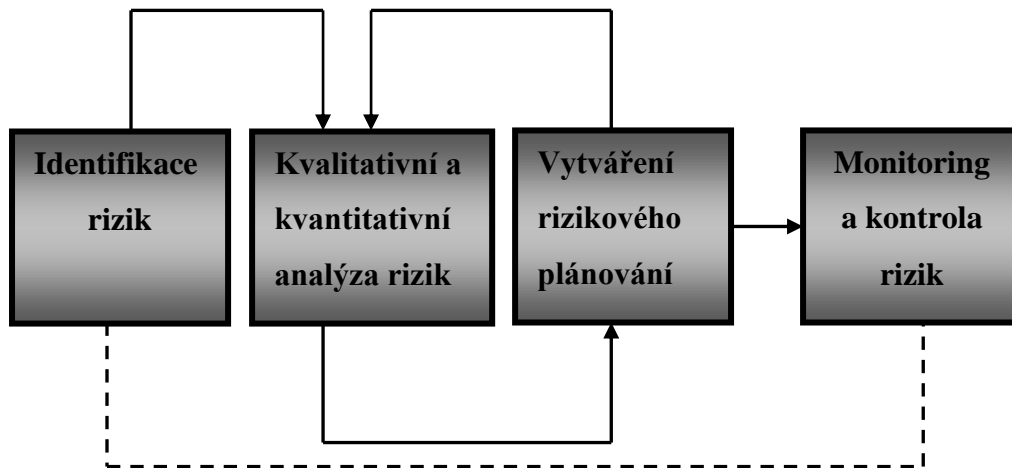 Identifikace
rizik
Kvalitativní a
kvantitativní
analýza rizik
Vytváření
rizikového
plánování
Monitoring
a kontrola
rizik